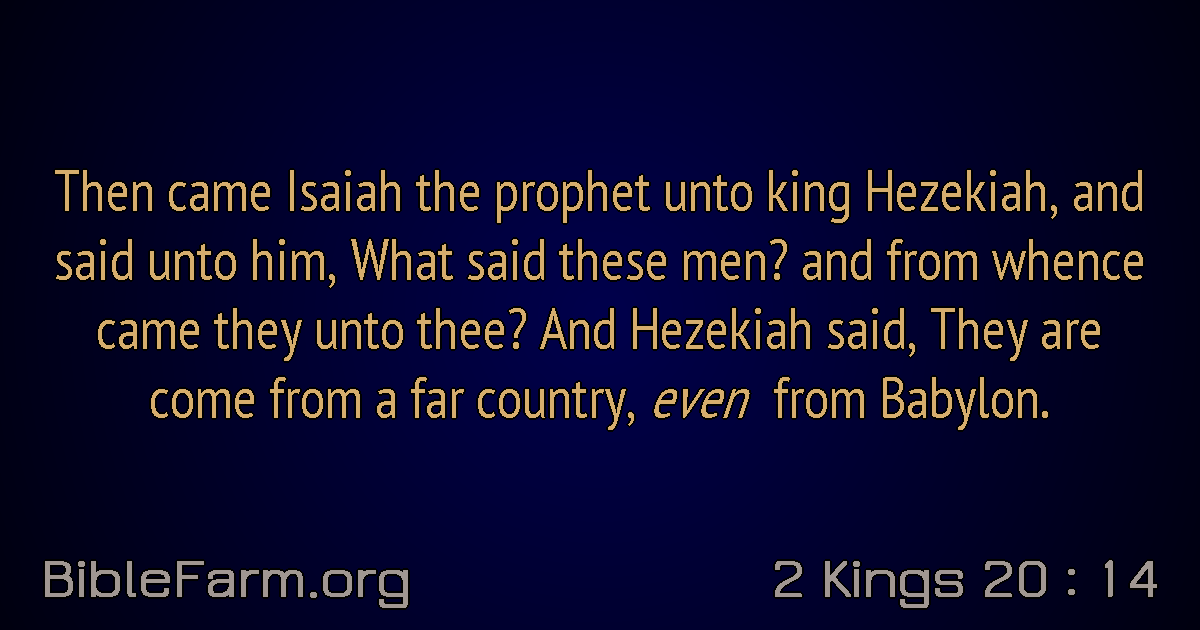 Then came Isaiah the prophet unto king Hezekiah, and
said unto him, What said these men? and from whence
came they unto thee? And Hezekiah said, They are
come from a far country, even from Babylon.
BibleFarm.org
2 Kings 20 : 14